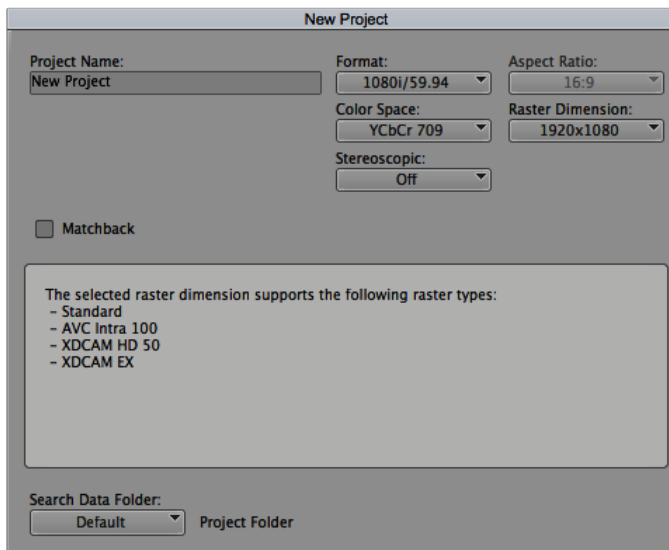 New Project
Project Name:
New Project
Format:
1080i/59.94
Aspect Ratio:
16:9
Color Space:
YCbCr 709
Raster Dimension:
1920x1080
Stereoscopic:
Off
Matchback
The selected raster dimension supports the following raster types:
– Standard
– AVC Intra 100
– XDCAM HD 50
– XDCAM EX
Search Data Folder:
Default
Project Folder